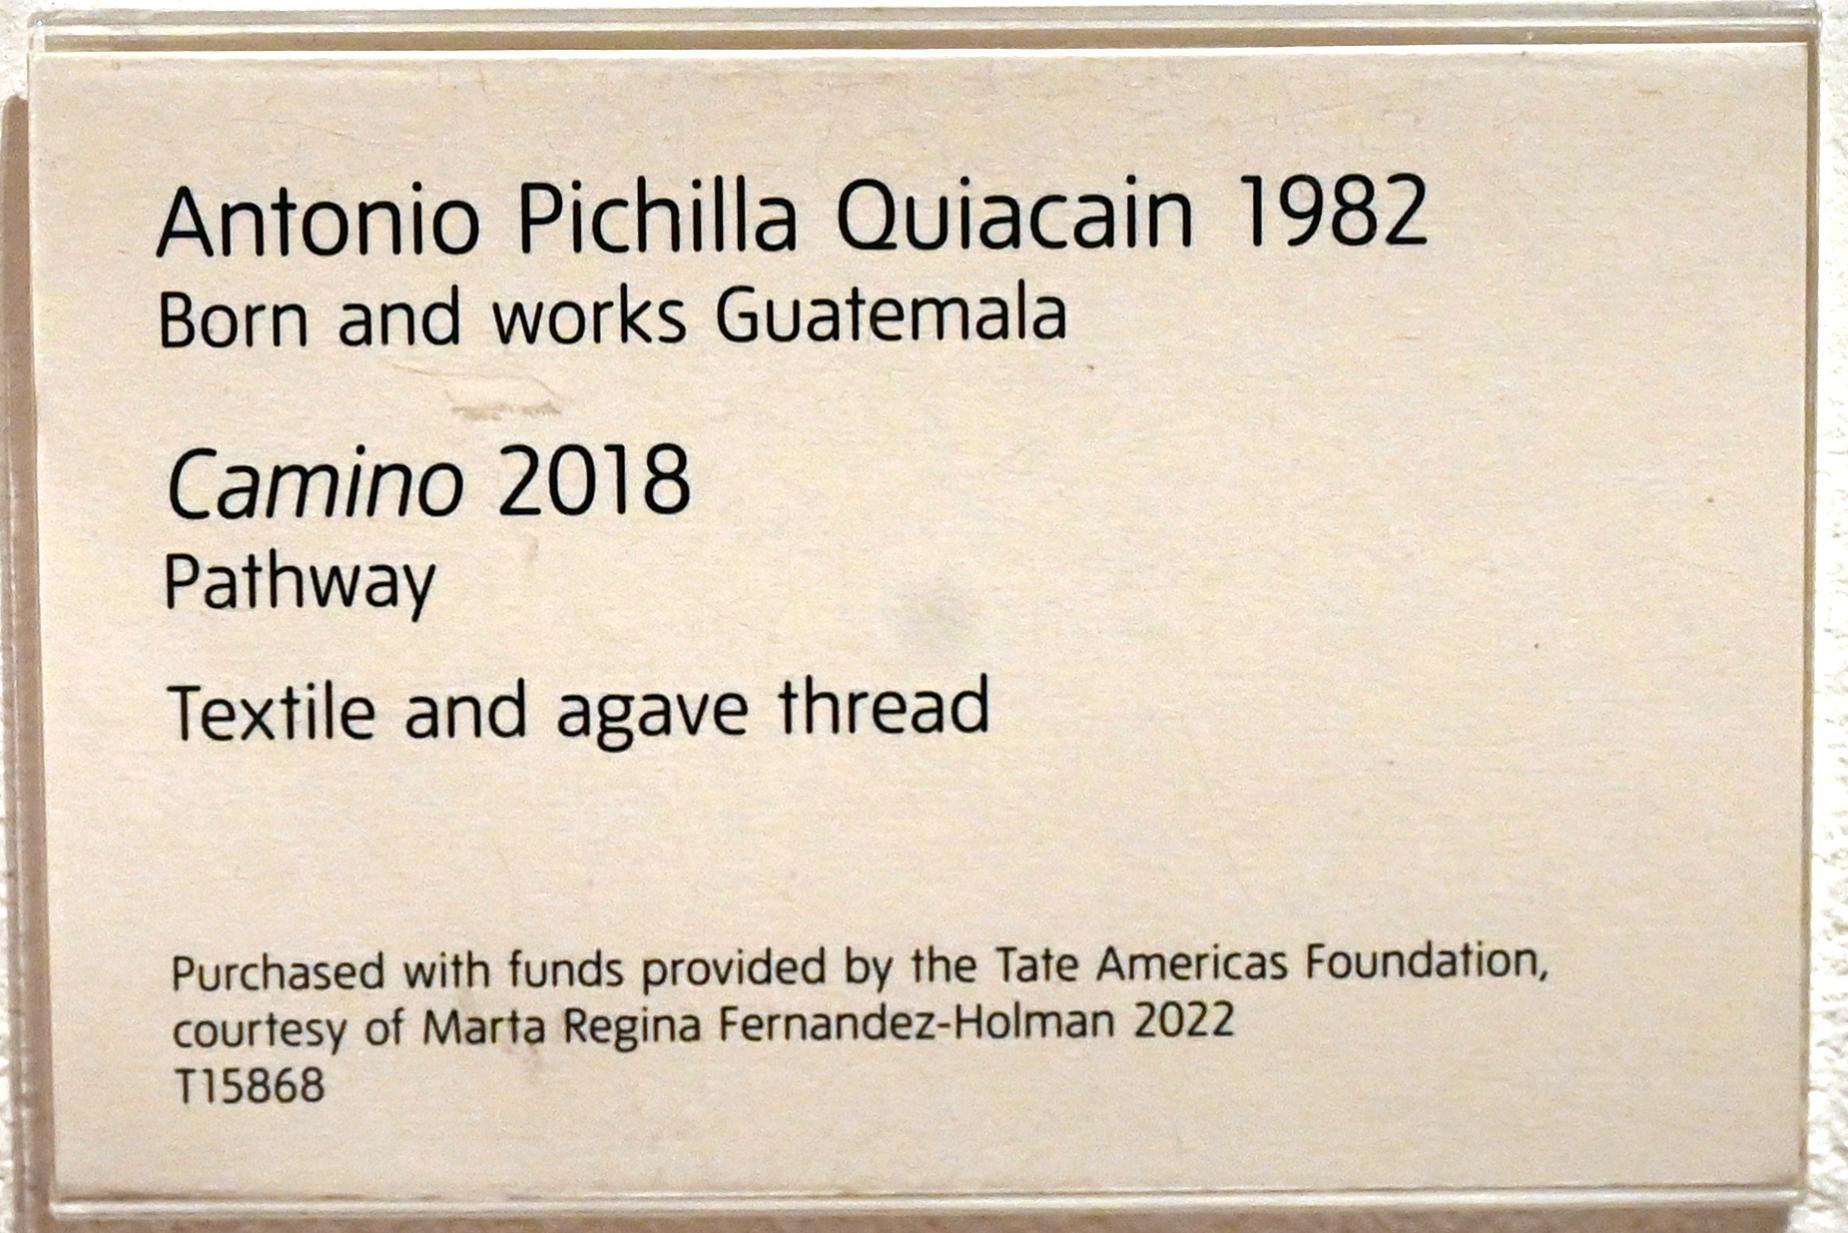 Antonio Pichilla Quiacain 1982
Born and works Guatemala
Camino 2018
Pathway
Textile and agave thread
Purchased with funds provided by the Tate Americas Foundation,
courtesy of Marta Regina Fernandez-Holman 2022
T15868